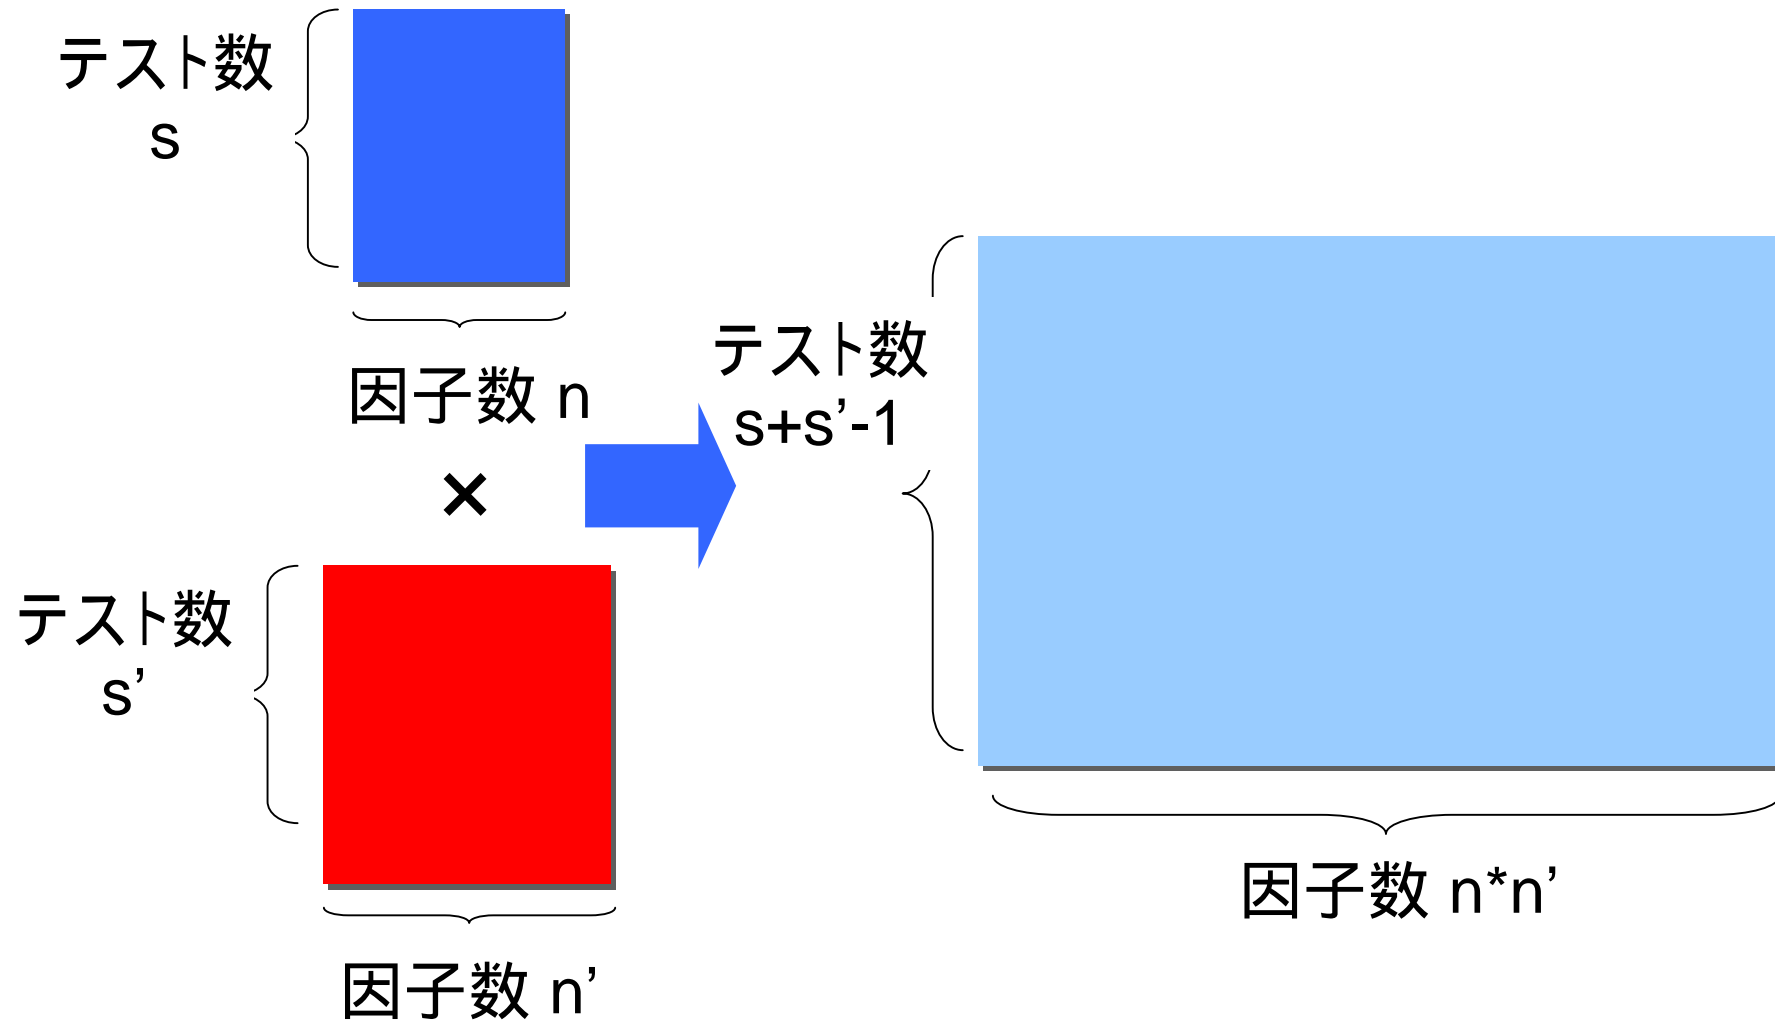 テスト数
s
因子数 n
×
テスト数
s’
因子数 n’
テスト数
s+s’-1
因子数 n*n’